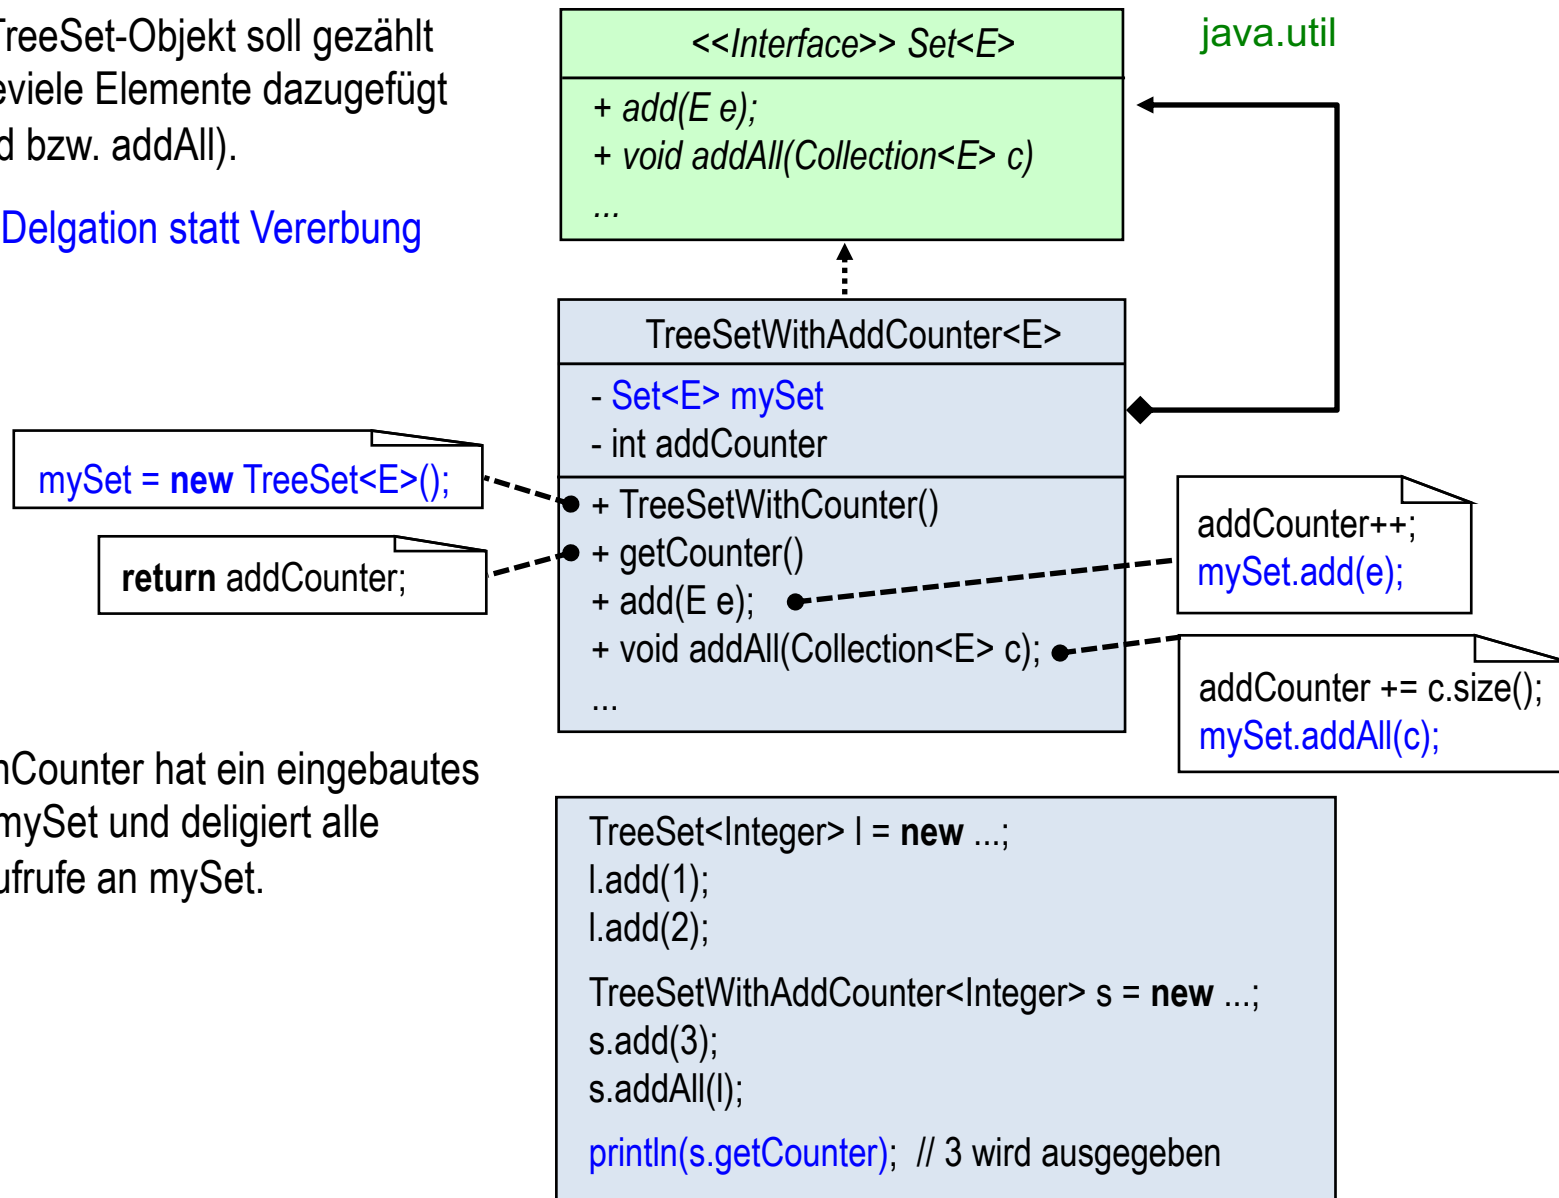 TreeSet-Objekt soll gezählt
eviele Elemente dazugefügt
d bzw. addAll).
Delgation statt Vererbung
java.util
<<Interface>> Set<E>
+ add(E e);
+ void addAll(Collection<E> c)
...
TreeSetWithAddCounter<E>
- Set<E> mySet
- int addCounter
+ TreeSetWithCounter()
+ getCounter()
+ add(E e);
+ void addAll(Collection<E> c);
...
mySet = new TreeSet<E>();
return addCounter;
addCounter++;
mySet.add(e);
addCounter += c.size();
mySet.addAll(c);
nCounter hat ein eingebautes
mySet und deligiert alle
ufrufe an mySet.
TreeSet<Integer> l = new ...;
l.add(1);
l.add(2);
TreeSetWithAddCounter<Integer> s = new ...;
s.add(3);
s.addAll(l);
println(s.getCounter); // 3 wird ausgegeben